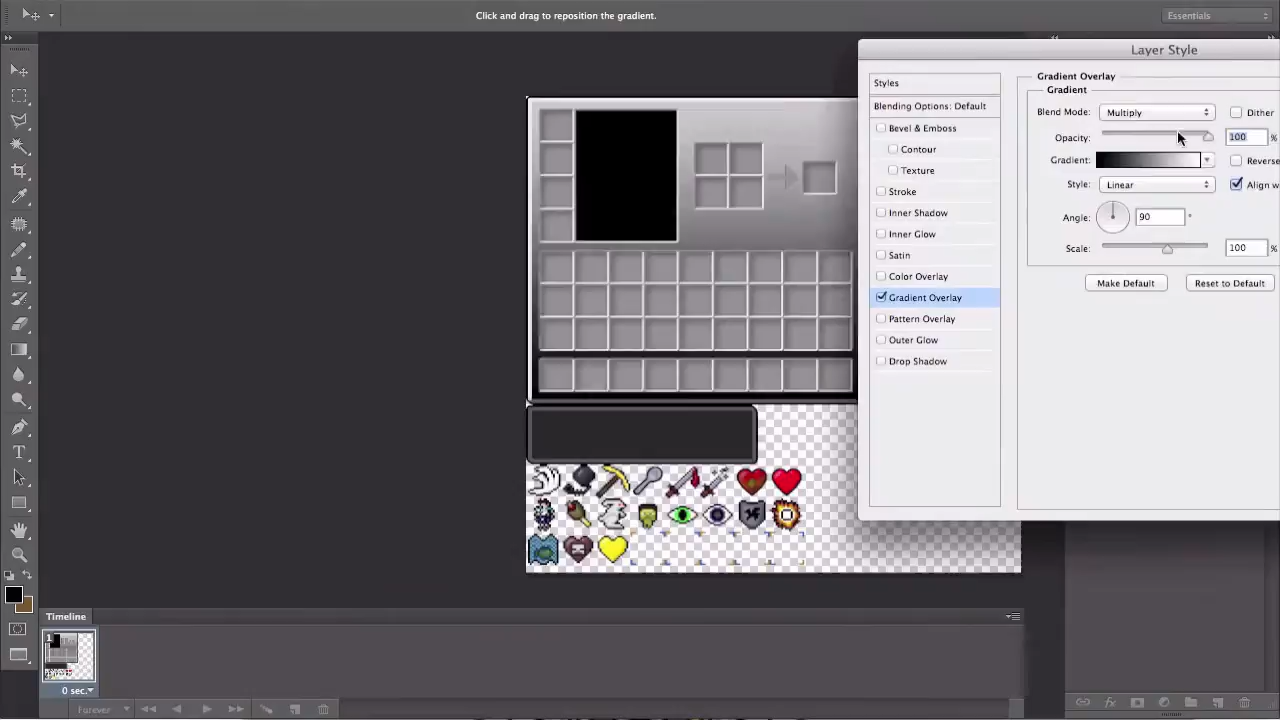 Click and drag to reposition the gradient.
Essentials
Layer Style
Styles
Blending Options: Default
Bevel & Emboss
Contour
Texture
Stroke
Inner Shadow
Inner Glow
Satin
Color Overlay
Gradient Overlay
Pattern Overlay
Outer Glow
Drop Shadow
Gradient Overlay
Gradient
Blend Mode: Multiply Dither
Opacity: 100 %
Gradient: Reverse
Style: Linear Align w
Angle: 90 °
Scale: 100 %
Make Default Reset to Default
Timeline
1
0 sec.
Forever